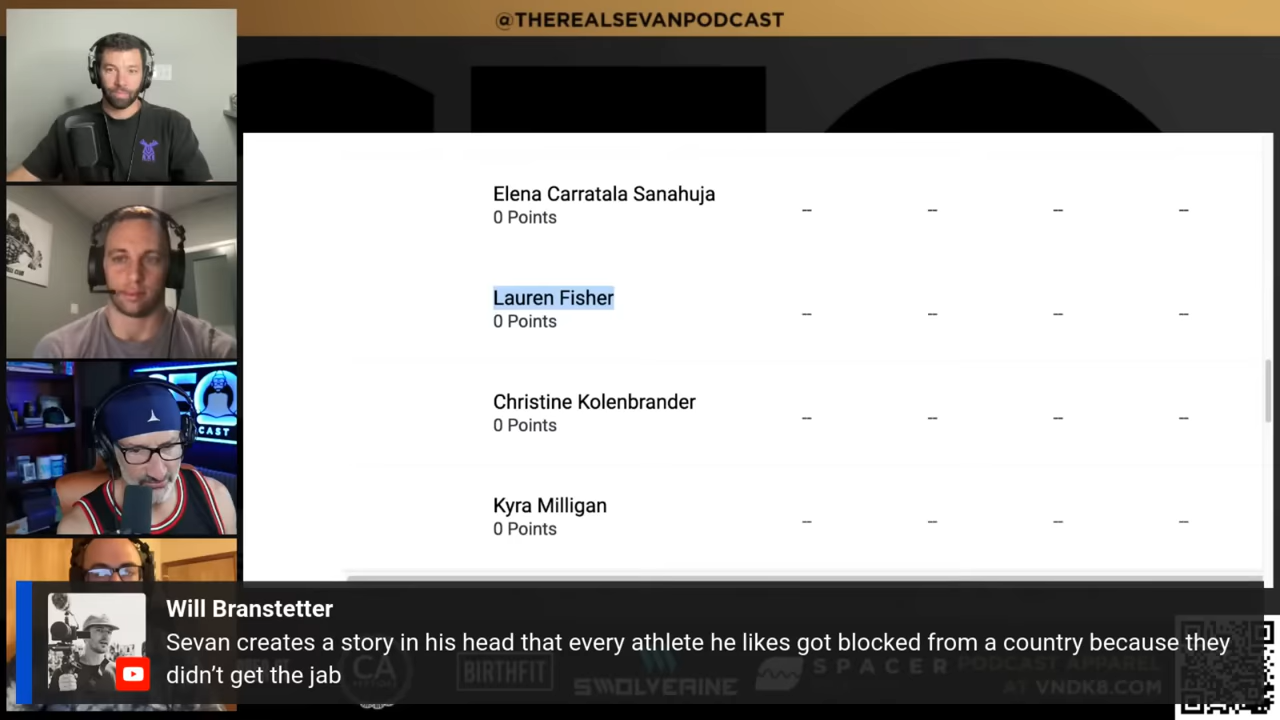 @THEREALSEVANPODCAST
Elena Carratala Sanahuja
0 Points
-- -- -- --
Lauren Fisher
0 Points
-- -- -- --
Christine Kolenbrander
0 Points
-- -- -- --
Kyra Milligan
0 Points
-- -- -- --
CAST
Will Branstetter
Sevan creates a story in his head that every athlete he likes got blocked from a country because they
didn’t get the jab
CA
BIRTHFIT
SWOLVERINE
SPACER
PODCAST APPAREL
AT VNDK8.COM